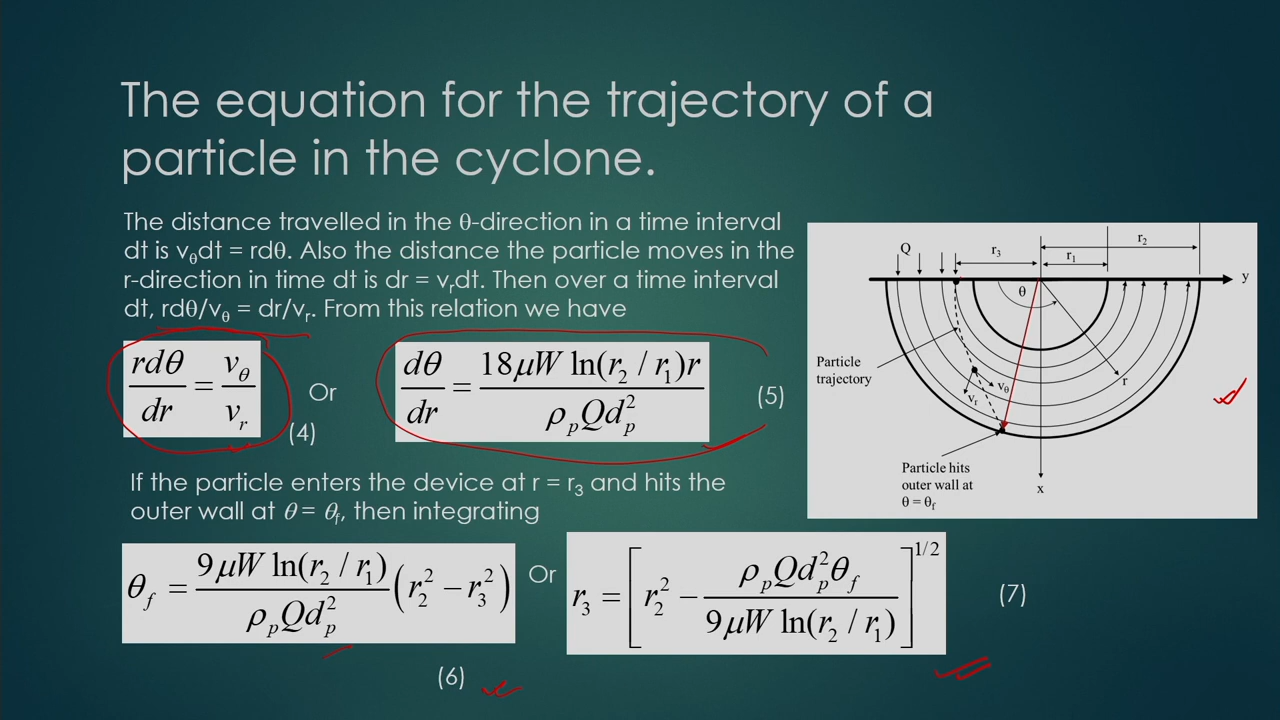 The equation for the trajectory of a
particle in the cyclone.
The distance travelled in the θ-direction in a time interval
dt is v_θdt = rdθ. Also the distance the particle moves in the
r-direction in time dt is dr = v_rdt. Then over a time interval
dt, rdθ/v_θ = dr/v_r. From this relation we have
rdθ/dr = v_θ/v_r
(4)
Or
dθ/dr = 18μW ln(r_2 / r_1)r / ρ_pQd_p^2
(5)
If the particle enters the device at r = r_3 and hits the
outer wall at θ = θ_f, then integrating
θ_f = 9μW ln(r_2 / r_1) / ρ_pQd_p^2 (r_2^2 − r_3^2)
(6)
Or
r_3 = [r_2^2 − ρ_pQd_p^2θ_f / 9μW ln(r_2 / r_1)]^1/2
(7)
Q
r_3
r_2
r_1
y
θ
Particle
trajectory
v_θ
v_r
r
Particle hits
outer wall at
θ = θ_f
x